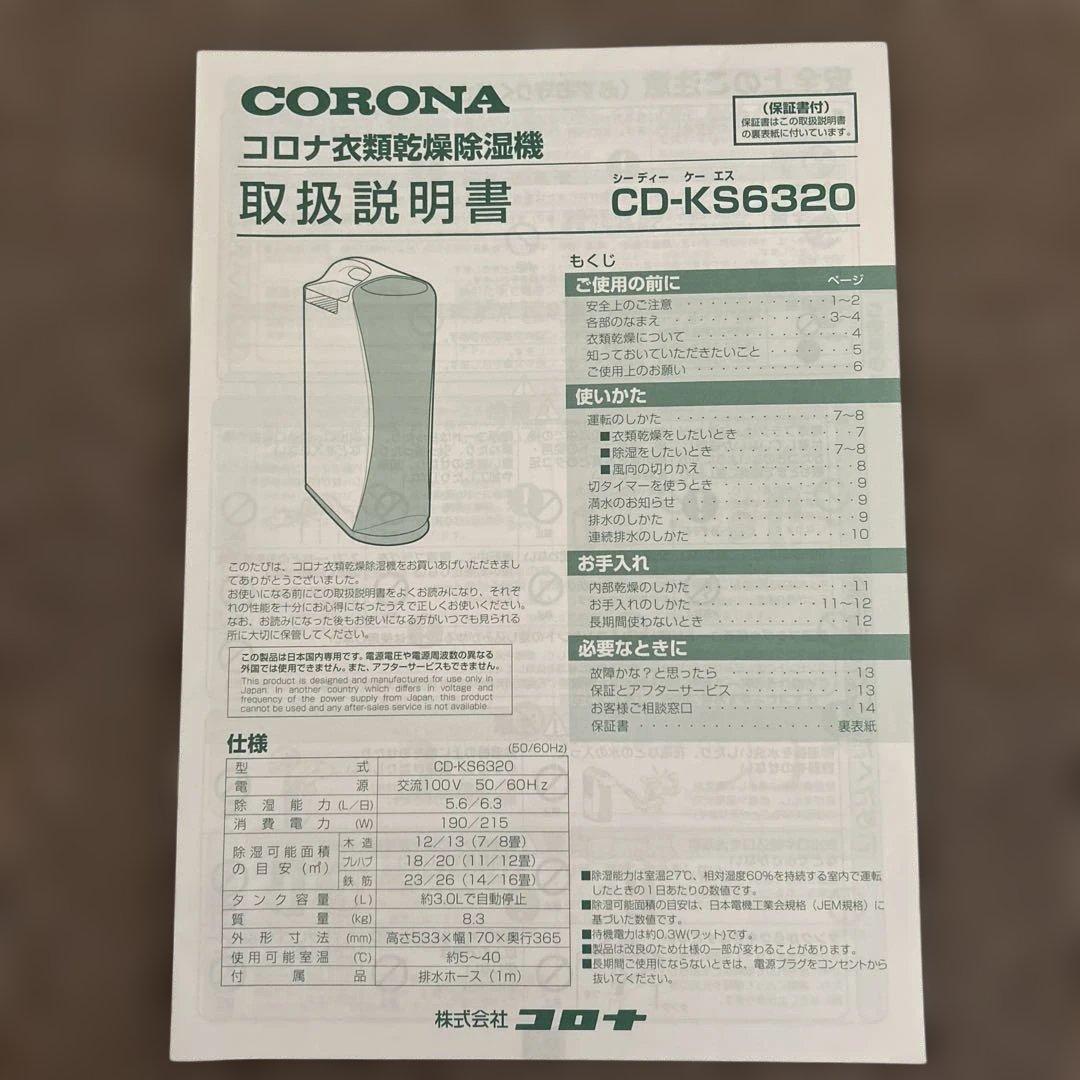 CORONA
コロナ衣類乾燥除湿機
取扱説明書
(保証書付)
保証書はこの取扱説明書
の裏表紙に付いています。
シーディー ケー エス
CD-KS6320
もくじ
ご使用の前に ページ
安全上のご注意 ············· 1〜2
各部のなまえ ············· 3〜4
衣類乾燥について ············· 4
知っておいていただきたいこと ······· 5
ご使用上のお願い ············· 6
使いかた
運転のしかた ············· 7〜8
■衣類乾燥をしたいとき ·········· 7
■除湿をしたいとき ·········· 7〜8
■風向の切りかえ ············ 8
切タイマーを使うとき ·········· 9
満水のお知らせ ············· 9
排水のしかた ·············· 9
連続排水のしかた ············ 10
お手入れ
内部乾燥のしかた ············ 11
お手入れのしかた ·········· 11〜12
長期間使わないとき ··········· 12
必要なときに
故障かな？と思ったら ·········· 13
保証とアフターサービス ········· 13
お客様ご相談窓口 ············ 14
保証書 ·············· 裏表紙
このたびは、コロナ衣類乾燥除湿機をお買いあげいただきまし
てありがとうございました。
お使いになる前にこの取扱説明書をよくお読みになり、それぞ
れの性能を十分にお心得になったうえで正しくお使いください。
なお、お読みになった後もお使いになる方がいつでも見られる
所に大切に保管してください。
この製品は日本国内専用です。電源電圧や電源周波数の異なる
外国では使用できません。また、アフターサービスもできません。
This product is designed and manufactured for use only in
Japan. In another country which differs in voltage and
frequency of the power supply from Japan, this product
cannot be used and any after-sales service is not available.
仕様 (50/60Hz)
型式 CD-KS6320
電源 交流100V 50/60Hz
除湿能力(L/日) 5.6/6.3
消費電力(W) 190/215
除湿可能面積の目安(㎡) 木造 12/13(7/8畳)
プレハブ 18/20(11/12畳)
鉄筋 23/26(14/16畳)
タンク容量(L) 約3.0Lで自動停止
質量(kg) 8.3
外形寸法(mm) 高さ533×幅170×奥行365
使用可能室温(℃) 約5〜40
付属品 排水ホース(1m)
■除湿能力は室温27℃、相対湿度60%を持続する室内で運転
したときの1日あたりの数値です。
■除湿可能面積の目安は、日本電機工業会規格(JEM規格)に
基づいた数値です。
■待機電力は約0.3W(ワット)です。
■製品は改良のため仕様の一部が変わることがあります。
■長期間ご使用にならないときは、電源プラグをコンセントから
抜いてください。
株式会社 コロナ